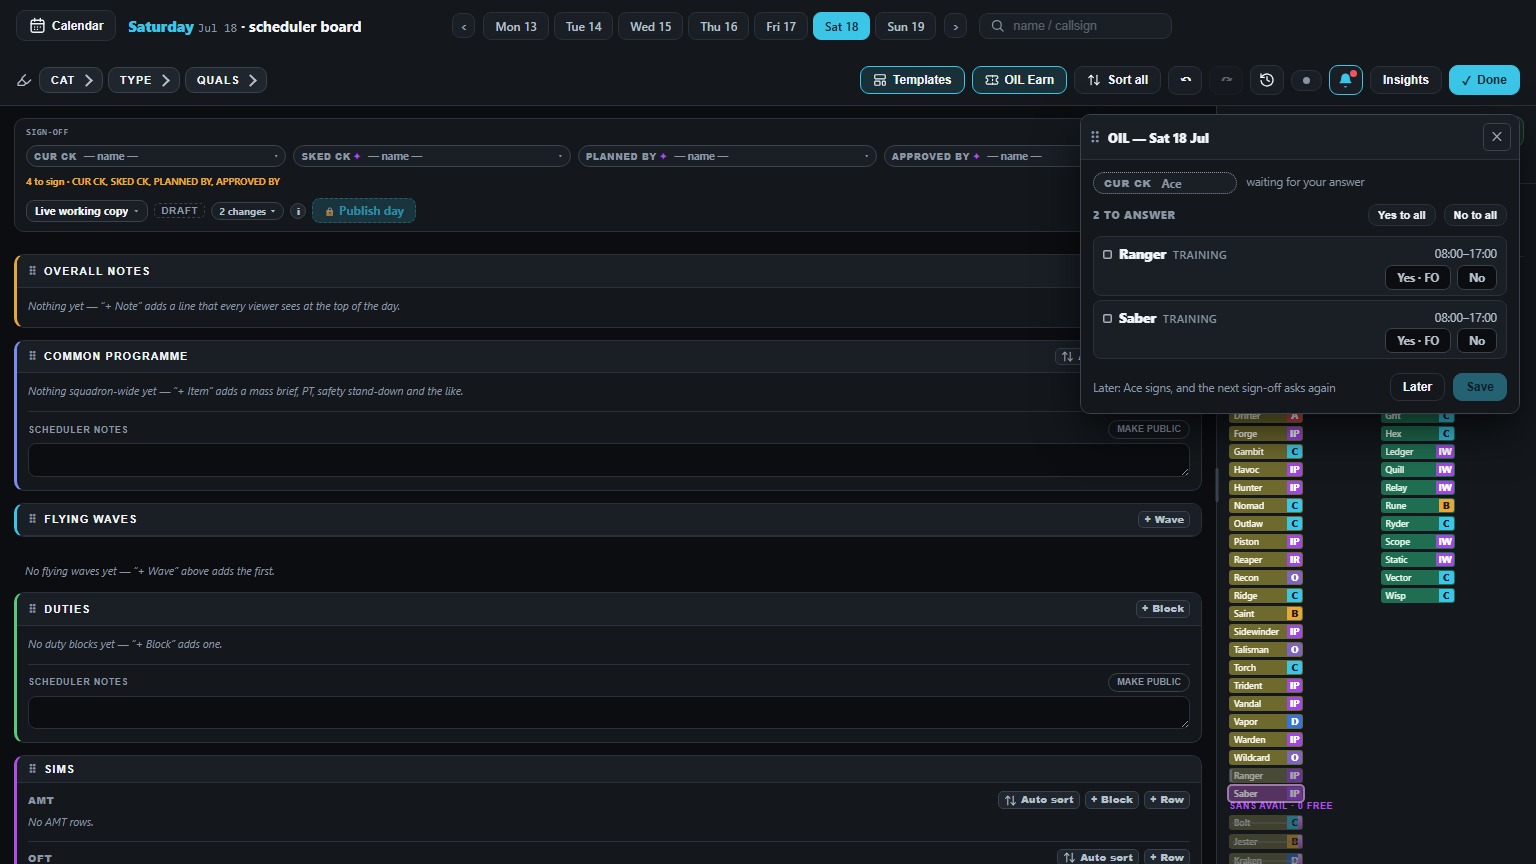 Calendar
Saturday Jul 18 · scheduler board
‹ Mon 13 Tue 14 Wed 15 Thu 16 Fri 17 Sat 18 Sun 19 ›
name / callsign
CAT TYPE QUALS
Templates OIL Earn Sort all Insights ✓ Done
SIGN-OFF
CUR CK — name —
SKED CK ✦ — name —
PLANNED BY ✦ — name —
APPROVED BY ✦ — name —
4 to sign · CUR CK, SKED CK, PLANNED BY, APPROVED BY
Live working copy DRAFT 2 changes i Publish day
OVERALL NOTES
Nothing yet — "+ Note" adds a line that every viewer sees at the top of the day.
COMMON PROGRAMME
Nothing squadron-wide yet — "+ Item" adds a mass brief, PT, safety stand-down and the like.
SCHEDULER NOTES MAKE PUBLIC
FLYING WAVES + Wave
No flying waves yet — "+ Wave" above adds the first.
DUTIES + Block
No duty blocks yet — "+ Block" adds one.
SCHEDULER NOTES MAKE PUBLIC
SIMS
AMT Auto sort + Block + Row
No AMT rows.
OFT Auto sort + Row
OIL — Sat 18 Jul
CUR CK Ace waiting for your answer
2 TO ANSWER Yes to all No to all
Ranger TRAINING 08:00–17:00
Yes · FO No
Saber TRAINING 08:00–17:00
Yes · FO No
Later: Ace signs, and the next sign-off asks again Later Save
Drifter A
Forge IP
Gambit C
Havoc IP
Hunter IP
Nomad C
Outlaw C
Piston IP
Reaper IR
Recon O
Ridge C
Saint B
Sidewinder IP
Talisman O
Torch C
Trident IP
Vandal IP
Vapor D
Warden IP
Wildcard O
Ranger IP
Saber IP
SANS AVAIL · 0 FREE
Bolt C
Jester B
Kraken D
Grit C
Hex C
Ledger IW
Quill IW
Relay IW
Rune B
Ryder C
Scope IW
Static IW
Vector C
Wisp C